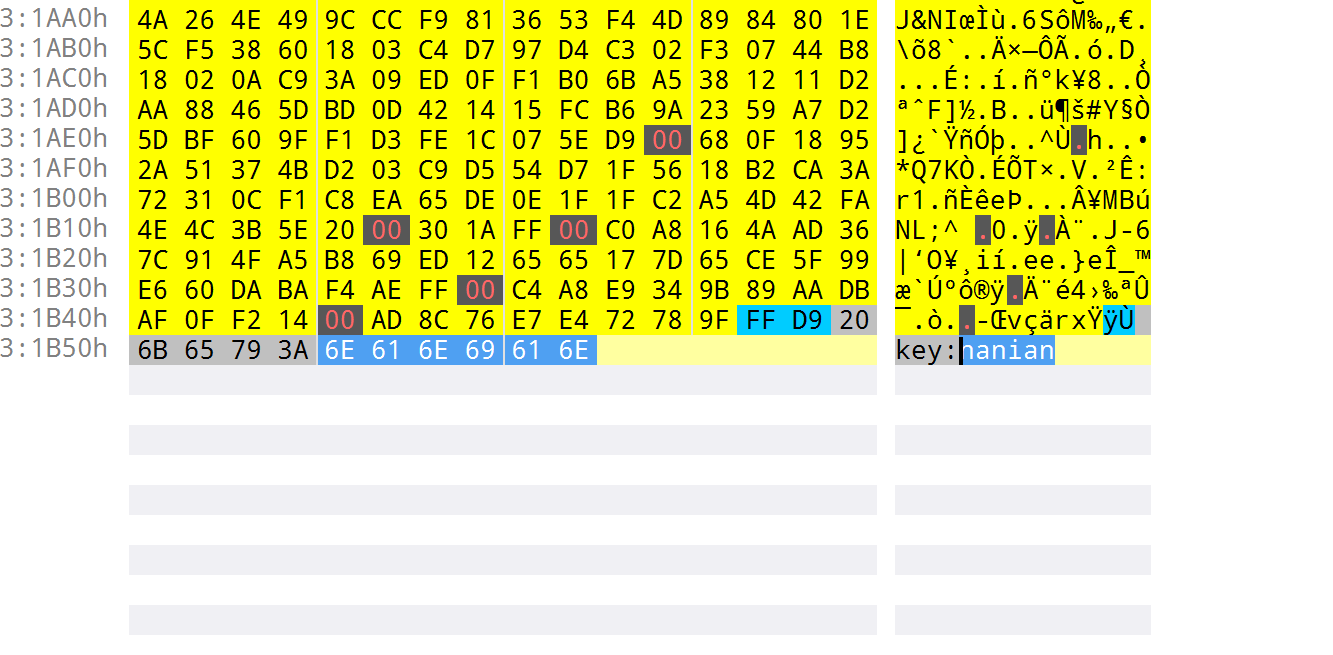 3:1AA0h 4A 26 4E 49 9C CC F9 81 36 53 F4 4D 89 84 80 1E J&NIœÌù.6SôM‰„€.
3:1AB0h 5C F5 38 60 18 03 C4 D7 97 D4 C3 02 F3 07 44 B8 \õ8`..Ä×—ÔÃ.ó.D¸
3:1AC0h 18 02 0A C9 3A 09 ED 0F F1 B0 6B A5 38 12 11 D2 ...É:.í.ñ°k¥8..Ò
3:1AD0h AA 88 46 5D BD 0D 42 14 15 FC B6 9A 23 59 A7 D2 ªˆF]½.B..ü¶š#Y§Ò
3:1AE0h 5D BF 60 9F F1 D3 FE 1C 07 5E D9 00 68 0F 18 95 ]¿`ŸñÓþ..^Ù.h..•
3:1AF0h 2A 51 37 4B D2 03 C9 D5 54 D7 1F 56 18 B2 CA 3A *Q7KÒ.ÉÕT×.V.²Ê:
3:1B00h 72 31 0C F1 C8 EA 65 DE 0E 1F 1F C2 A5 4D 42 FA r1.ñÈêeÞ...Â¥MBú
3:1B10h 4E 4C 3B 5E 20 00 30 1A FF 00 C0 A8 16 4A AD 36 NL;^ .0.ÿ.À¨.J-6
3:1B20h 7C 91 4F A5 B8 69 ED 12 65 65 17 7D 65 CE 5F 99 |‘O¥¸ií.ee.}eÎ_™
3:1B30h E6 60 DA BA F4 AE FF 00 C4 A8 E9 34 9B 89 AA DB æ`Úºô®ÿ.Ä¨é4›‰ªÛ
3:1B40h AF 0F F2 14 00 AD 8C 76 E7 E4 72 78 9F FF D9 20 ¯.ò..-ŒvçärxŸÿÙ
3:1B50h 6B 65 79 3A 6E 61 6E 69 61 6E key:nanian